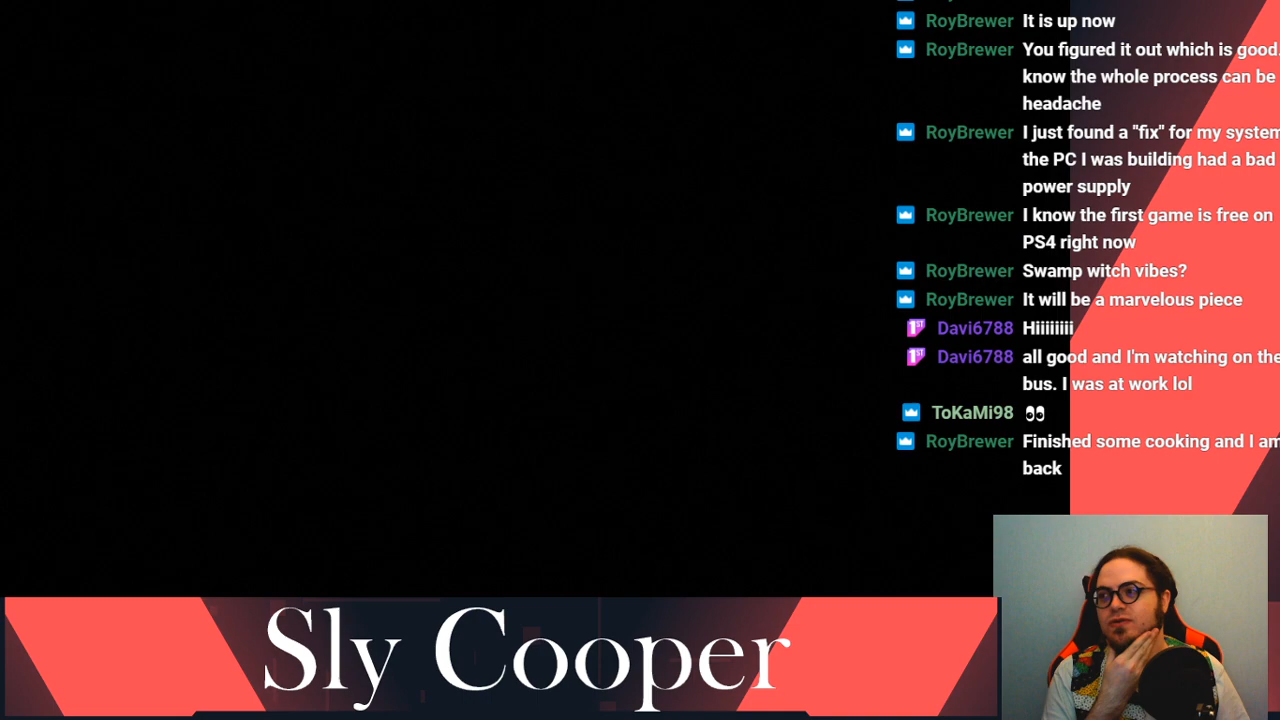 RoyBrewer It is up now
RoyBrewer You figured it out which is good.
know the whole process can be
headache
RoyBrewer I just found a "fix" for my system
the PC I was building had a bad
power supply
RoyBrewer I know the first game is free on
PS4 right now
RoyBrewer Swamp witch vibes?
RoyBrewer It will be a marvelous piece
1ST Davi6788 Hiiiiiiii
1ST Davi6788 all good and I'm watching on the
bus. I was at work lol
ToKaMi98 👀
RoyBrewer Finished some cooking and I am
back
Sly Cooper